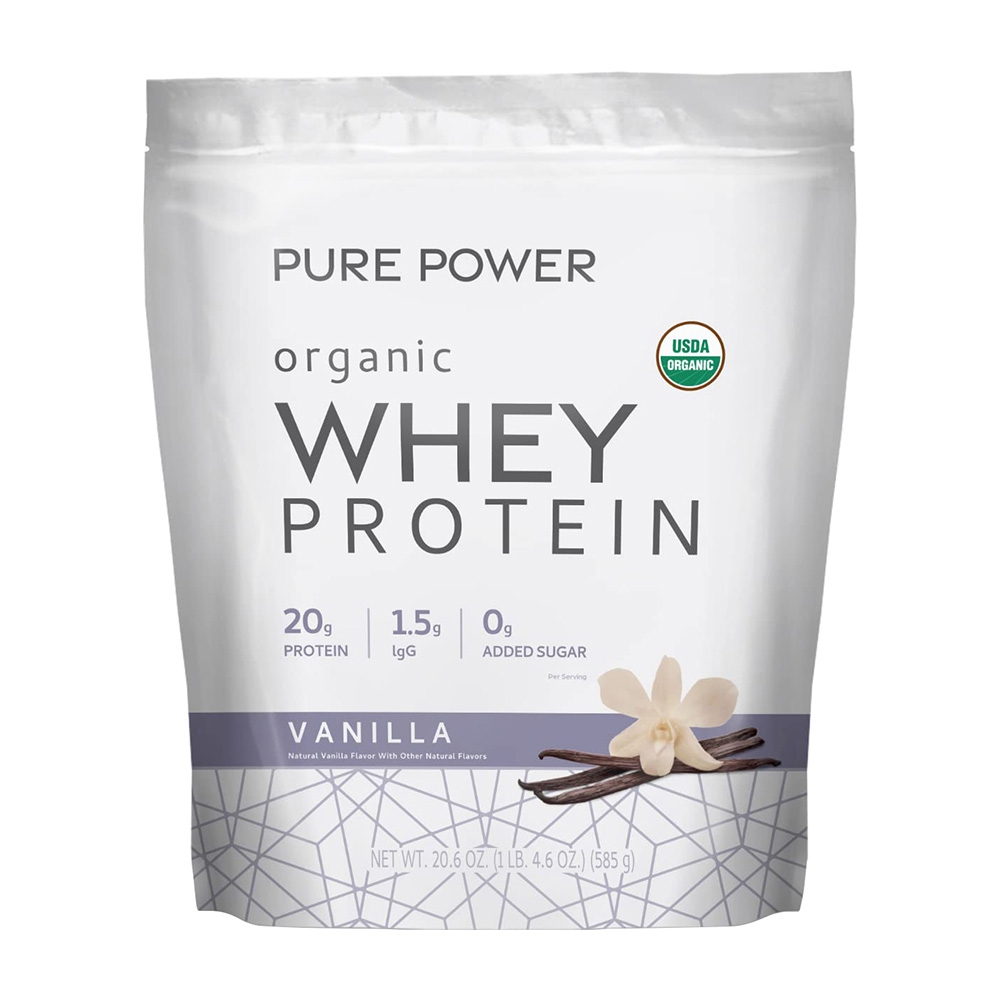 PURE POWER
organic
USDA
ORGANIC
WHEY
PROTEIN
20g
PROTEIN
1.5g
lgG
0g
ADDED SUGAR
Per Serving
VANILLA
Natural Vanilla Flavor With Other Natural Flavors
NET WT. 20.6 OZ. (1 LB. 4.6 OZ.) (585 g)